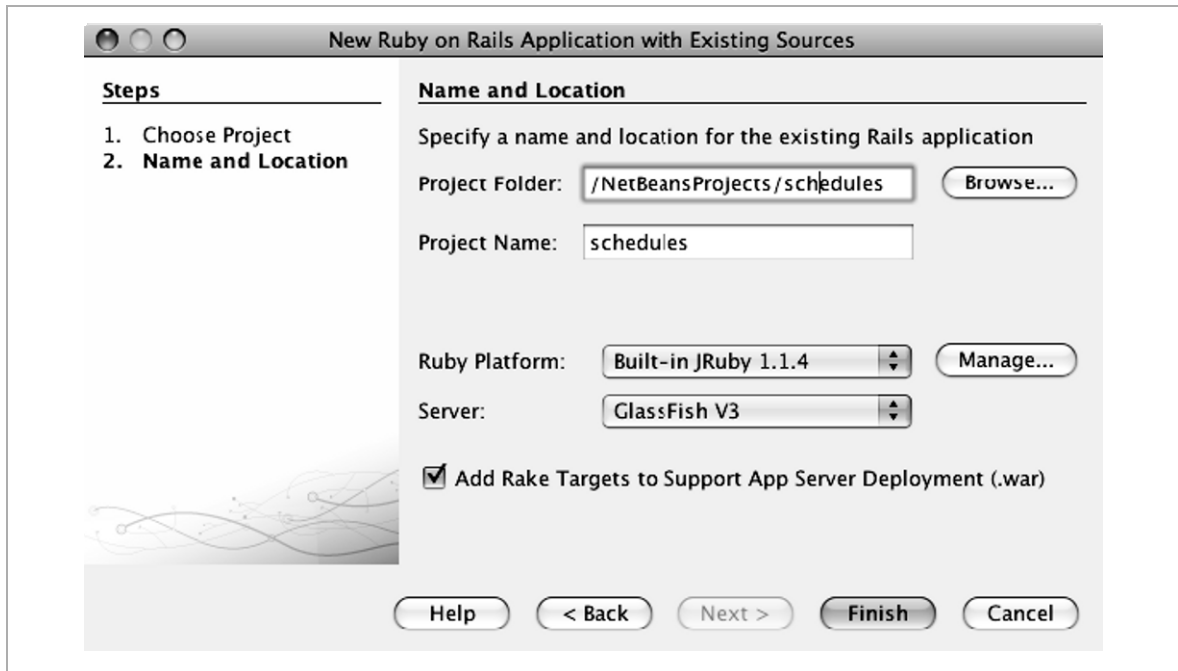 New Ruby on Rails Application with Existing Sources
Steps
1. Choose Project
2. Name and Location
Name and Location
Specify a name and location for the existing Rails application
Project Folder: /NetBeansProjects/schedules Browse...
Project Name: schedules
Ruby Platform: Built-in JRuby 1.1.4 Manage...
Server: GlassFish V3
Add Rake Targets to Support App Server Deployment (.war)
Help < Back Next > Finish Cancel